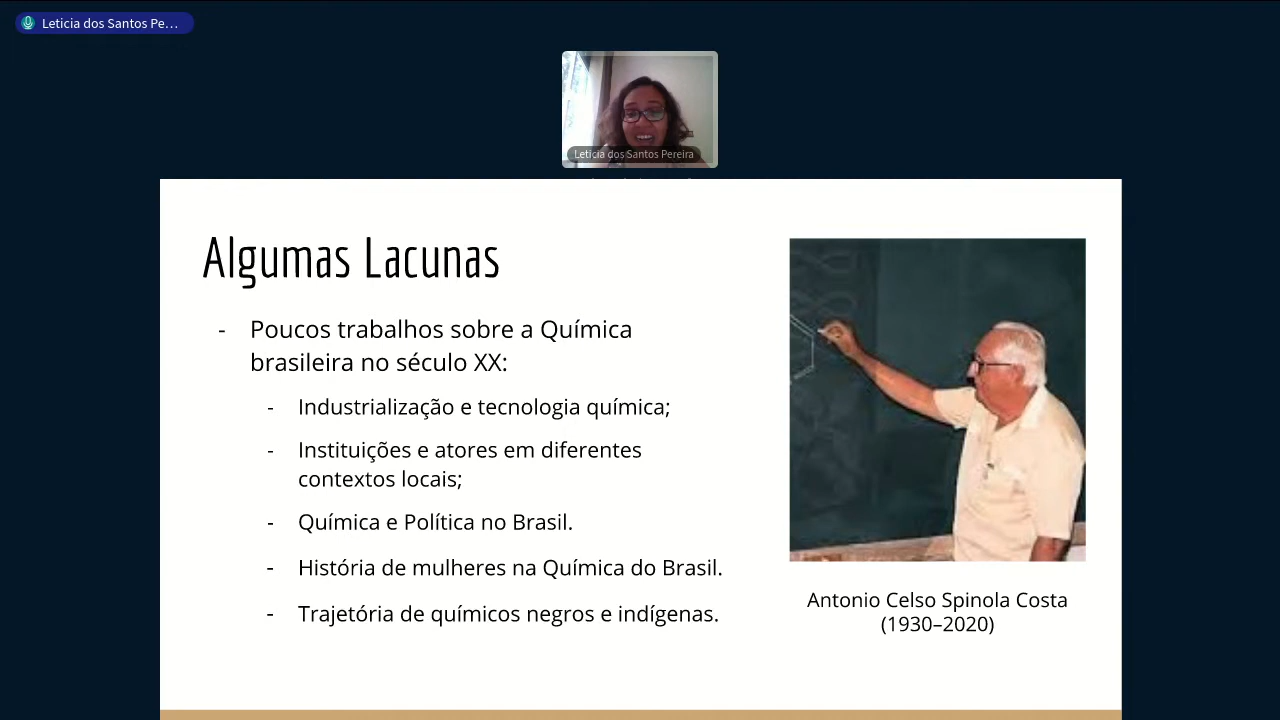 Leticia dos Santos Pe...
Leticia dos Santos Pereira
Algumas Lacunas
- Poucos trabalhos sobre a Química
brasileira no século XX:
- Industrialização e tecnologia química;
- Instituições e atores em diferentes
contextos locais;
- Química e Política no Brasil.
- História de mulheres na Química do Brasil.
- Trajetória de químicos negros e indígenas.
Antonio Celso Spinola Costa
(1930–2020)